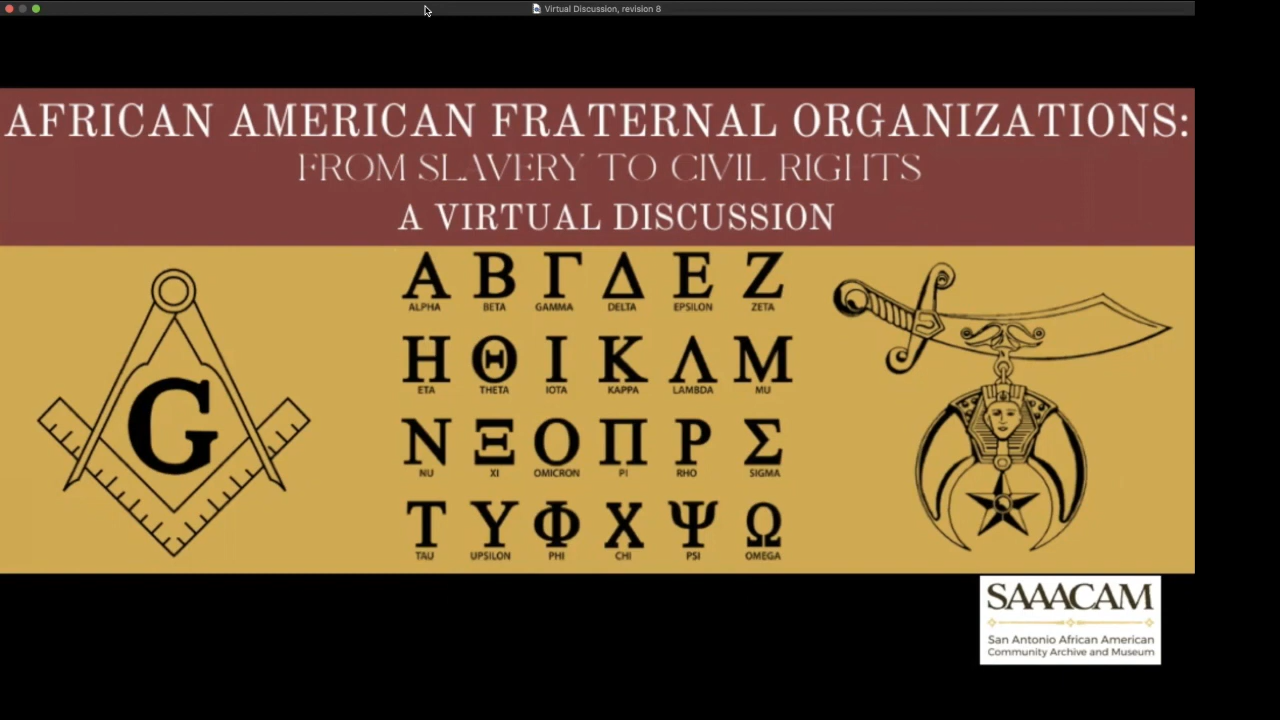 Virtual Discussion, revision 8
AFRICAN AMERICAN FRATERNAL ORGANIZATIONS:
FROM SLAVERY TO CIVIL RIGHTS
A VIRTUAL DISCUSSION
Α Β Γ Δ Ε Ζ
ALPHA BETA GAMMA DELTA EPSILON ZETA
Η Θ Ι Κ Λ Μ
ETA THETA IOTA KAPPA LAMBDA MU
G
Ν Ξ Ο Π Ρ Σ
NU XI OMICRON PI RHO SIGMA
Τ Υ Φ Χ Ψ Ω
TAU UPSILON PHI CHI PSI OMEGA
SAAACAM
San Antonio African American
Community Archive and Museum